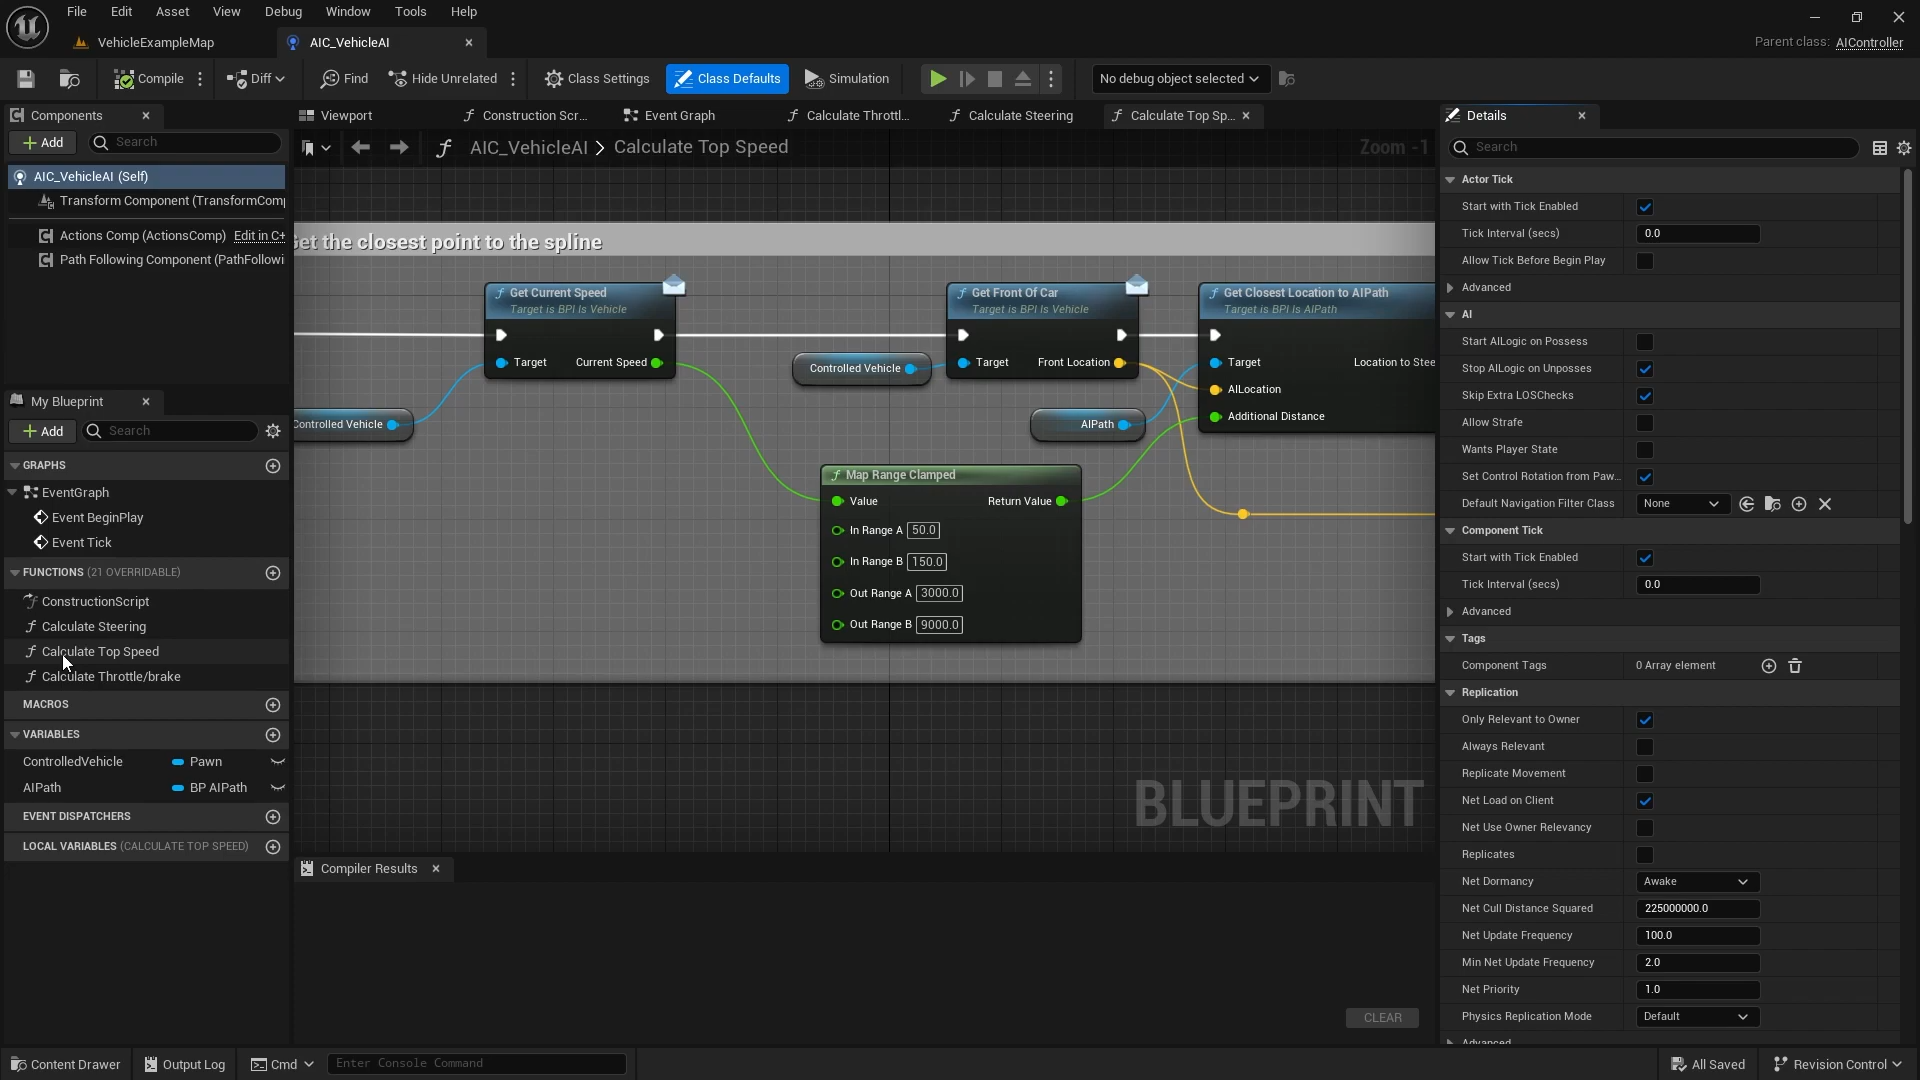 File Edit Asset View Debug Window Tools Help
VehicleExampleMap
AIC_VehicleAI
Parent class: AIController
Compile
Diff
Find
Hide Unrelated
Class Settings
Class Defaults
Simulation
No debug object selected
Components
Add
Search
AIC_VehicleAI (Self)
Transform Component (TransformComp
Actions Comp (ActionsComp) Edit in C+
Path Following Component (PathFollowi
My Blueprint
Add
Search
GRAPHS
EventGraph
Event BeginPlay
Event Tick
FUNCTIONS (21 OVERRIDABLE)
ConstructionScript
Calculate Steering
Calculate Top Speed
Calculate Throttle/brake
MACROS
VARIABLES
ControlledVehicle Pawn
AIPath BP AIPath
EVENT DISPATCHERS
LOCAL VARIABLES (CALCULATE TOP SPEED)
Viewport
Construction Scr...
Event Graph
Calculate Throttl...
Calculate Steering
Calculate Top Sp...
AIC_VehicleAI > Calculate Top Speed
Zoom -1
Get the closest point to the spline
Get Current Speed
Target is BPI Is Vehicle
Target Current Speed
Controlled Vehicle
Get Front Of Car
Target is BPI Is Vehicle
Target Front Location
Controlled Vehicle
AIPath
Get Closest Location to AIPath
Target is BPI Is AIPath
Target Location to Stee
AILocation
Additional Distance
Map Range Clamped
Value Return Value
In Range A 50.0
In Range B 150.0
Out Range A 3000.0
Out Range B 9000.0
BLUEPRINT
Compiler Results
CLEAR
Details
Search
Actor Tick
Start with Tick Enabled
Tick Interval (secs) 0.0
Allow Tick Before Begin Play
Advanced
AI
Start AILogic on Possess
Stop AILogic on Unposses
Skip Extra LOSChecks
Allow Strafe
Wants Player State
Set Control Rotation from Paw...
Default Navigation Filter Class None
Component Tick
Start with Tick Enabled
Tick Interval (secs) 0.0
Advanced
Tags
Component Tags 0 Array element
Replication
Only Relevant to Owner
Always Relevant
Replicate Movement
Net Load on Client
Net Use Owner Relevancy
Replicates
Net Dormancy Awake
Net Cull Distance Squared 225000000.0
Net Update Frequency 100.0
Min Net Update Frequency 2.0
Net Priority 1.0
Physics Replication Mode Default
Advanced
Content Drawer
Output Log
Cmd
Enter Console Command
All Saved
Revision Control